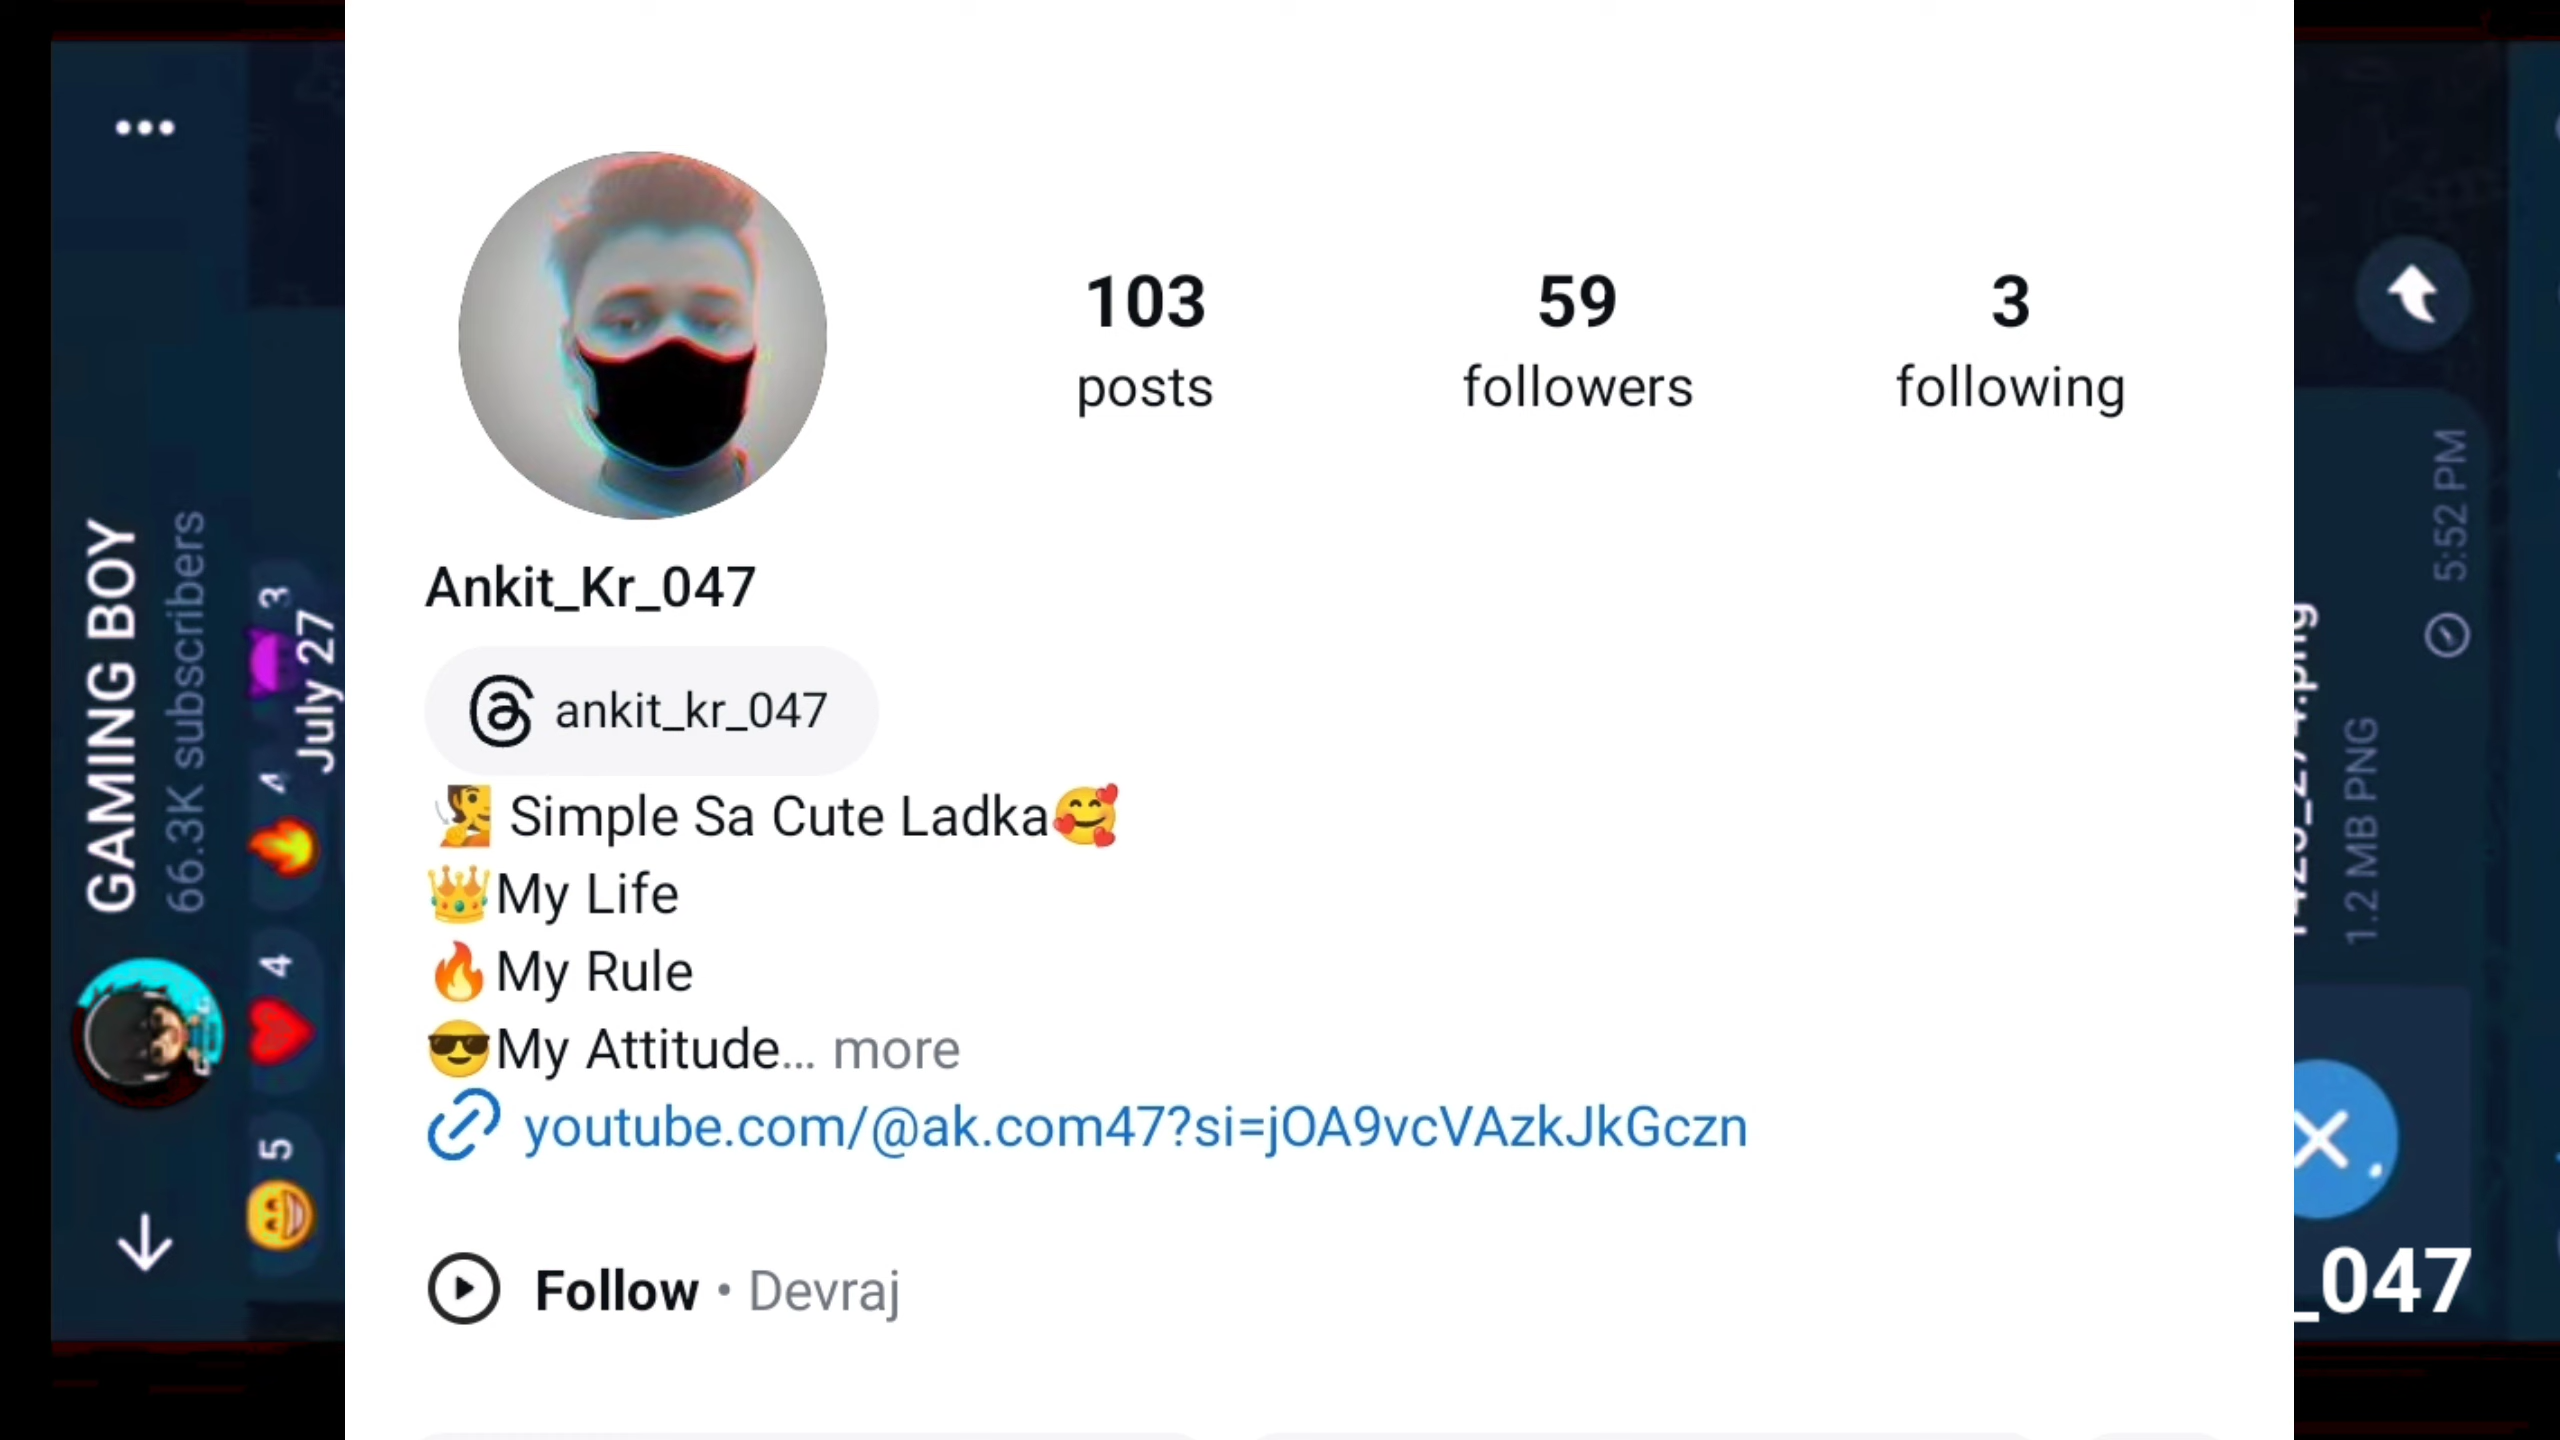 103
posts
59
followers
3
following
Ankit_Kr_047
ankit_kr_047
🧏 Simple Sa Cute Ladka🥰
👑My Life
🔥My Rule
😎My Attitude... more
youtube.com/@ak.com47?si=jOA9vcVAzkJkGczn
Follow • Devraj
GAMING BOY
66.3K subscribers
5
4
4
3
July 27
1.2 MB PNG
5:52 PM
_047